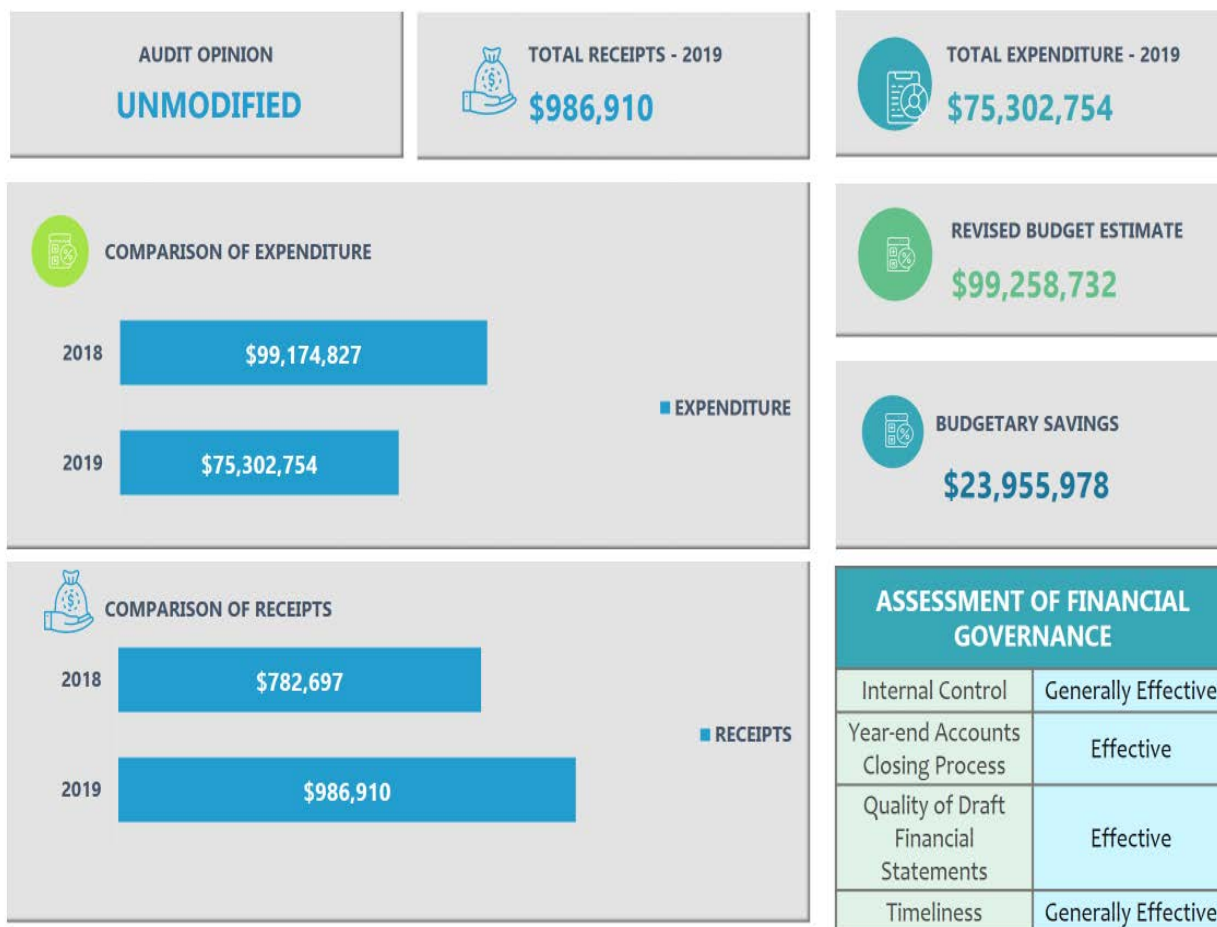 AUDIT OPINION
UNMODIFIED
TOTAL RECEIPTS - 2019
$986,910
TOTAL EXPENDITURE - 2019
$75,302,754
COMPARISON OF EXPENDITURE
2018
$99,174,827
2019
$75,302,754
EXPENDITURE
REVISED BUDGET ESTIMATE
$99,258,732
BUDGETARY SAVINGS
$23,955,978
COMPARISON OF RECEIPTS
2018
$782,697
2019
$986,910
RECEIPTS
ASSESSMENT OF FINANCIAL
GOVERNANCE
Internal Control
Generally Effective
Year-end Accounts
Closing Process
Effective
Quality of Draft
Financial
Statements
Effective
Timeliness
Generally Effective